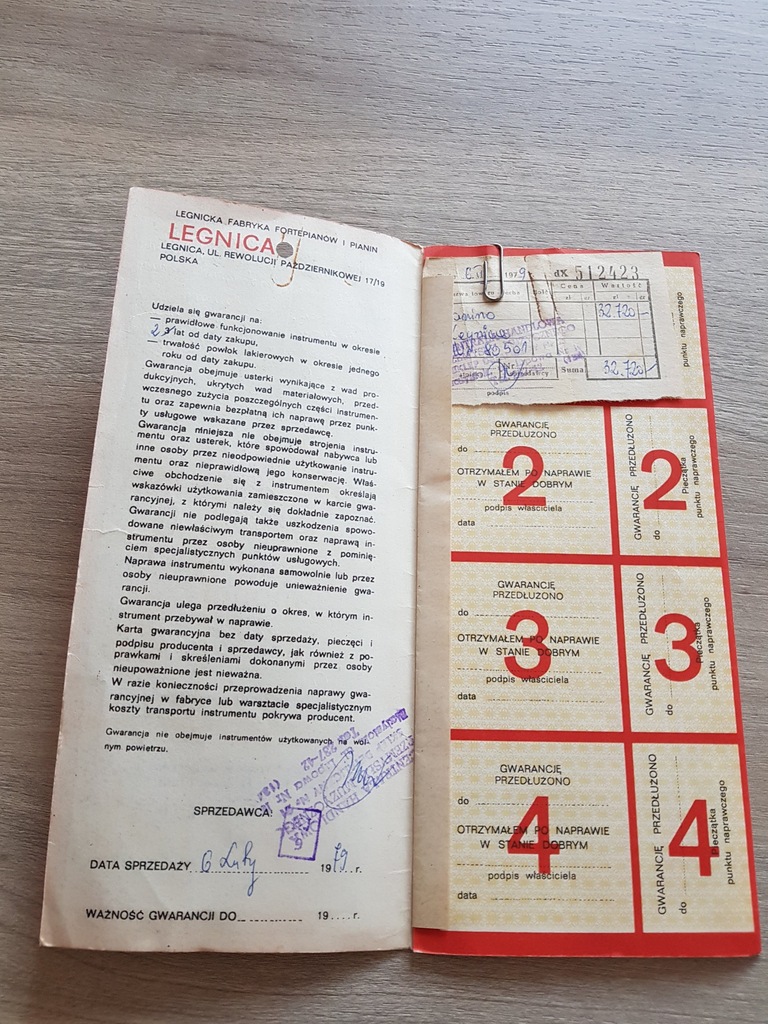 LEGNICKA FABRYKA FORTEPIANÓW I PIANIN
LEGNICA
LEGNICA, UL. REWOLUCJI PAŹDZIERNIKOWEJ 17/19
POLSKA
Udziela się gwarancji na:
— prawidłowe funkcjonowanie instrumentu w okresie
2 lat od daty zakupu,
— trwałość powłok lakierowych w okresie jednego
roku od daty zakupu.
Gwarancja obejmuje usterki wynikające z wad pro-
dukcyjnych, ukrytych wad materiałowych, przed-
wczesnego zużycia poszczególnych części instrumen-
tu oraz zapewnia bezpłatną ich naprawę przez punk-
ty usługowe wskazane przez sprzedawcę.
Gwarancja niniejsza nie obejmuje strojenia instru-
mentu oraz usterek, które spowodował nabywca lub
inne osoby przez nieodpowiednie użytkowanie instru-
mentu oraz nieprawidłową jego konserwację. Właś-
ciwe obchodzenie się z instrumentem określają
wskazówki użytkowania zamieszczone w karcie gwa-
rancyjnej, z którymi należy się dokładnie zapoznać.
Gwarancji nie podlegają także uszkodzenia spowo-
dowane niewłaściwym transportem oraz naprawą in-
strumentu przez osoby nieuprawnione z pominię-
ciem specjalistycznych punktów usługowych.
Naprawa instrumentu wykonana samowolnie lub przez
osoby nieuprawnione powoduje unieważnienie gwa-
rancji.
Gwarancja ulega przedłużeniu o okres, w którym in-
strument przebywał w naprawie.
Karta gwarancyjna bez daty sprzedaży, pieczęci i
podpisu producenta i sprzedawcy, jak również z po-
prawkami i skreśleniami dokonanymi przez osoby
nieupoważnione jest nieważna.
W razie konieczności przeprowadzenia naprawy gwa-
rancyjnej w fabryce lub warsztacie specjalistycznym
koszty transportu instrumentu pokrywa producent.
Gwarancja nie obejmuje instrumentów użytkowanych na wol-
nym powietrzu.
SPRZEDAWCA:
DATA SPRZEDAŻY 6 Luty 1979 r.
WAŻNOŚĆ GWARANCJI DO 19....r.
1979 dX 512423
Cena Wartość
zł gr zł gr
32.720 -
80501
Suma 32.720 -
podpis
punktu naprawczego
GWARANCJĘ
PRZEDŁUŻONO
do
2
OTRZYMAŁEM PO NAPRAWIE
W STANIE DOBRYM
podpis właściciela
data
GWARANCJĘ PRZEDŁUŻONO
do
2
Pieczątka
punktu naprawczego
GWARANCJĘ
PRZEDŁUŻONO
do
3
OTRZYMAŁEM PO NAPRAWIE
W STANIE DOBRYM
podpis właściciela
data
GWARANCJĘ PRZEDŁUŻONO
do
3
Pieczątka
punktu naprawczego
GWARANCJĘ
PRZEDŁUŻONO
do
4
OTRZYMAŁEM PO NAPRAWIE
W STANIE DOBRYM
podpis właściciela
data
GWARANCJĘ PRZEDŁUŻONO
do
4
Pieczątka
punktu naprawczego